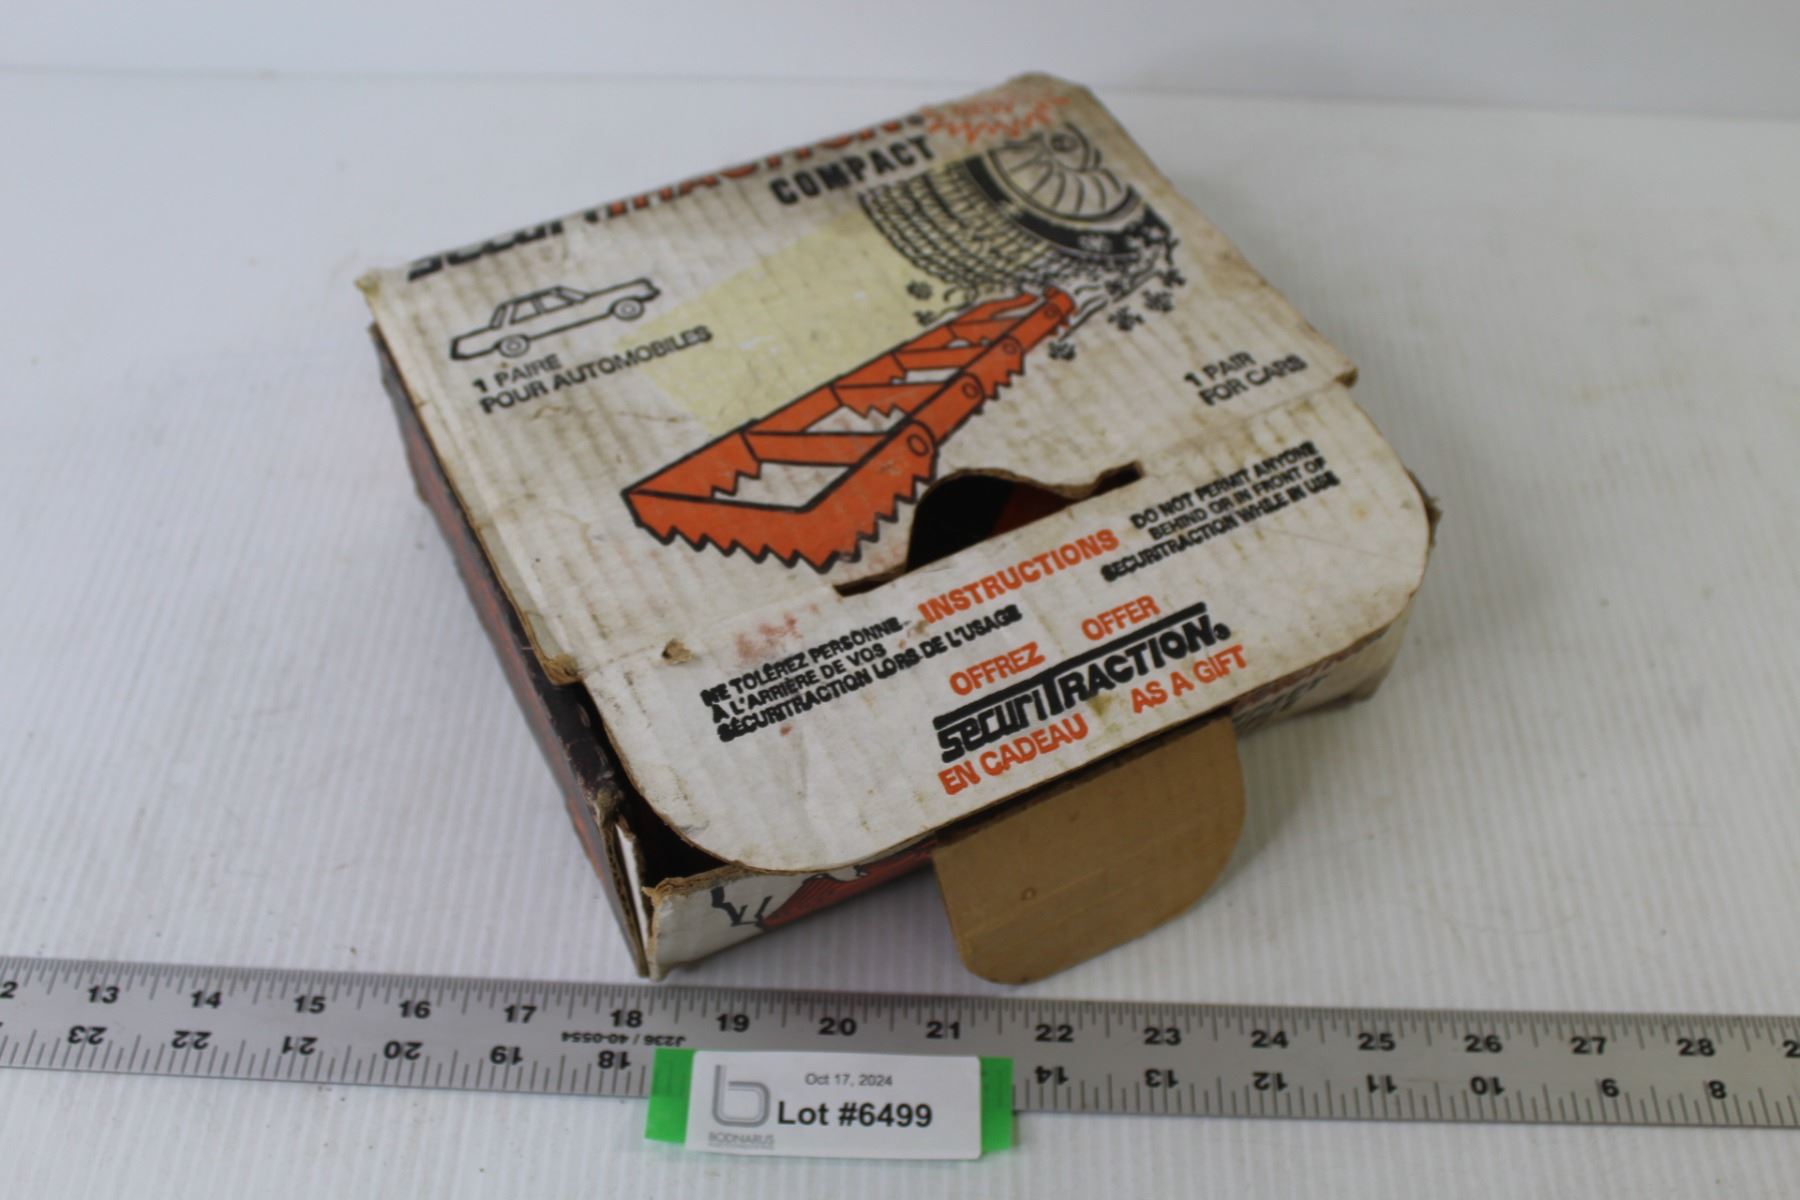 securiTRACTION
COMPACT
1 PAIRE
POUR AUTOMOBILES
1 PAIR
FOR CARS
INSTRUCTIONS
NE TOLÉREZ PERSONNE
À L'ARRIÈRE DE VOS
SÉCURITRACTION LORS DE L'USAGE
DO NOT PERMIT ANYONE
BEHIND OR IN FRONT OF
SECURITRACTION WHILE IN USE
OFFREZ OFFER
securiTRACTION®
EN CADEAU AS A GIFT
13 14 15 16 17 18 19 20 21 22 23 24 25 26 27 28
23 22 21 20 19 18 14 13 12 11 10 9 8
J236 / 40-0554
Oct 17, 2024
Lot #6499
BODNARUS